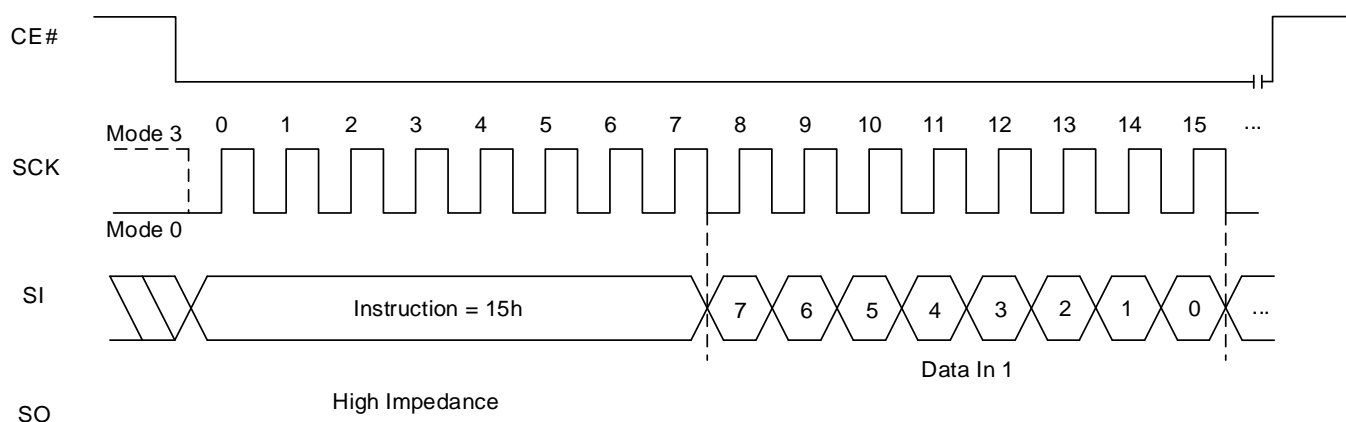 CE#
Mode 3 0 1 2 3 4 5 6 7 8 9 10 11 12 13 14 15 ...
SCK
Mode 0
SI Instruction = 15h 7 6 5 4 3 2 1 0 ...
Data In 1
High Impedance
SO